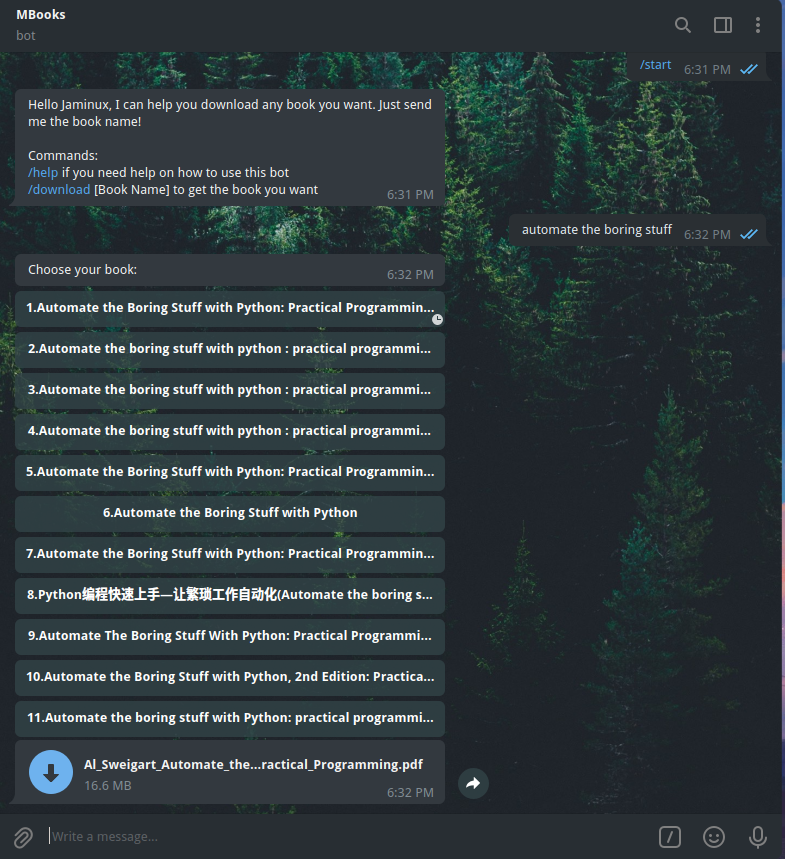 MBooks
bot
/start 6:31 PM
Hello Jaminux, I can help you download any book you want. Just send
me the book name!
Commands:
/help if you need help on how to use this bot
/download [Book Name] to get the book you want
6:31 PM
automate the boring stuff 6:32 PM
Choose your book:
6:32 PM
1.Automate the Boring Stuff with Python: Practical Programmin...
2.Automate the boring stuff with python : practical programmi...
3.Automate the boring stuff with python : practical programmi...
4.Automate the boring stuff with python : practical programmi...
5.Automate the Boring Stuff with Python: Practical Programmin...
6.Automate the Boring Stuff with Python
7.Automate the Boring Stuff with Python: Practical Programmin...
8.Python编程快速上手—让繁琐工作自动化(Automate the boring s...
9.Automate The Boring Stuff With Python: Practical Programmi...
10.Automate the Boring Stuff with Python, 2nd Edition: Practica...
11.Automate the boring stuff with Python: practical programmi...
Al_Sweigart_Automate_the...ractical_Programming.pdf
16.6 MB
6:32 PM
Write a message...